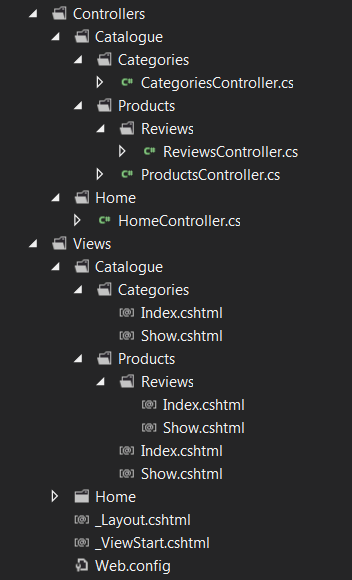 Controllers
Catalogue
Categories
C# CategoriesController.cs
Products
Reviews
C# ReviewsController.cs
C# ProductsController.cs
Home
C# HomeController.cs
Views
Catalogue
Categories
[@] Index.cshtml
[@] Show.cshtml
Products
Reviews
[@] Index.cshtml
[@] Show.cshtml
[@] Index.cshtml
[@] Show.cshtml
Home
[@] _Layout.cshtml
[@] _ViewStart.cshtml
Web.config